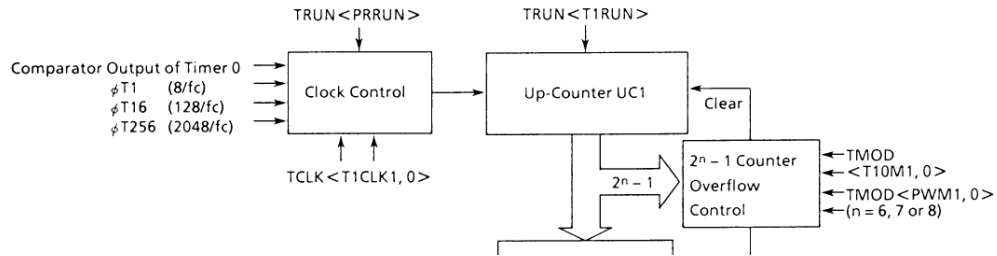 TRUN<PRRUN>
TRUN<T1RUN>
Comparator Output of Timer 0
φT1 (8/fc)
φT16 (128/fc)
φT256 (2048/fc)
Clock Control
Up-Counter UC1
Clear
TCLK<T1CLK1, 0>
2ⁿ – 1
2ⁿ – 1 Counter
Overflow
Control
TMOD
<T10M1, 0>
TMOD<PWM1, 0>
(n = 6, 7 or 8)